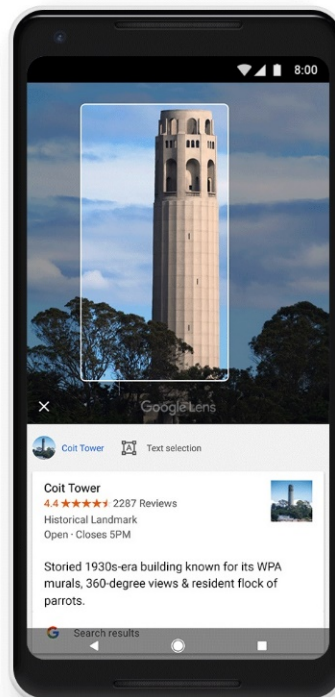 8:00
Google Lens
Coit Tower
Text selection
Coit Tower
4.4 ★★★★★ 2287 Reviews
Historical Landmark
Open · Closes 5PM
Storied 1930s-era building known for its WPA
murals, 360-degree views & resident flock of
parrots.
G Search results